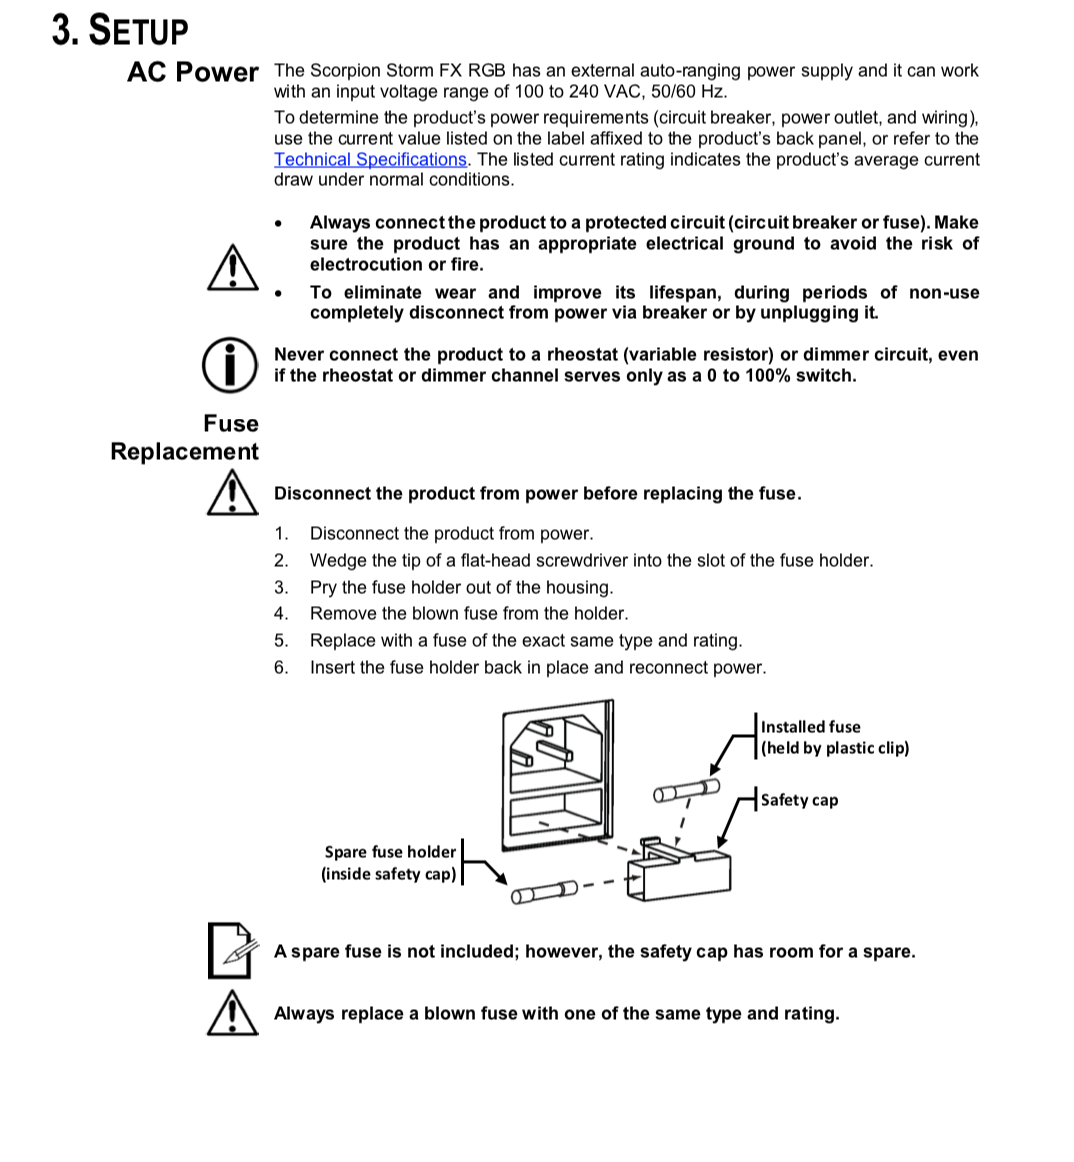 3. SETUP
AC Power
The Scorpion Storm FX RGB has an external auto-ranging power supply and it can work
with an input voltage range of 100 to 240 VAC, 50/60 Hz.
To determine the product's power requirements (circuit breaker, power outlet, and wiring),
use the current value listed on the label affixed to the product's back panel, or refer to the
Technical Specifications. The listed current rating indicates the product's average current
draw under normal conditions.
• Always connect the product to a protected circuit (circuit breaker or fuse). Make
sure the product has an appropriate electrical ground to avoid the risk of
electrocution or fire.
• To eliminate wear and improve its lifespan, during periods of non-use
completely disconnect from power via breaker or by unplugging it.
Never connect the product to a rheostat (variable resistor) or dimmer circuit, even
if the rheostat or dimmer channel serves only as a 0 to 100% switch.
Fuse
Replacement
Disconnect the product from power before replacing the fuse.
1. Disconnect the product from power.
2. Wedge the tip of a flat-head screwdriver into the slot of the fuse holder.
3. Pry the fuse holder out of the housing.
4. Remove the blown fuse from the holder.
5. Replace with a fuse of the exact same type and rating.
6. Insert the fuse holder back in place and reconnect power.
Installed fuse
(held by plastic clip)
Safety cap
Spare fuse holder
(inside safety cap)
A spare fuse is not included; however, the safety cap has room for a spare.
Always replace a blown fuse with one of the same type and rating.